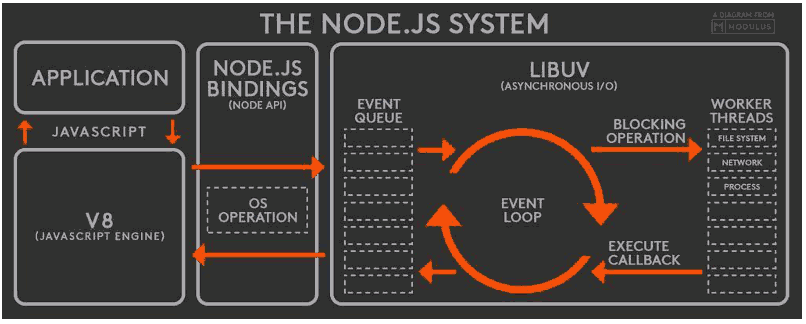 THE NODE.JS SYSTEM
A DIAGRAM FROM
MODULUS
APPLICATION
JAVASCRIPT
V8
(JAVASCRIPT ENGINE)
NODE.JS
BINDINGS
(NODE API)
OS
OPERATION
LIBUV
(ASYNCHRONOUS I/O)
EVENT
QUEUE
EVENT
LOOP
BLOCKING
OPERATION
EXECUTE
CALLBACK
WORKER
THREADS
FILE SYSTEM
NETWORK
PROCESS